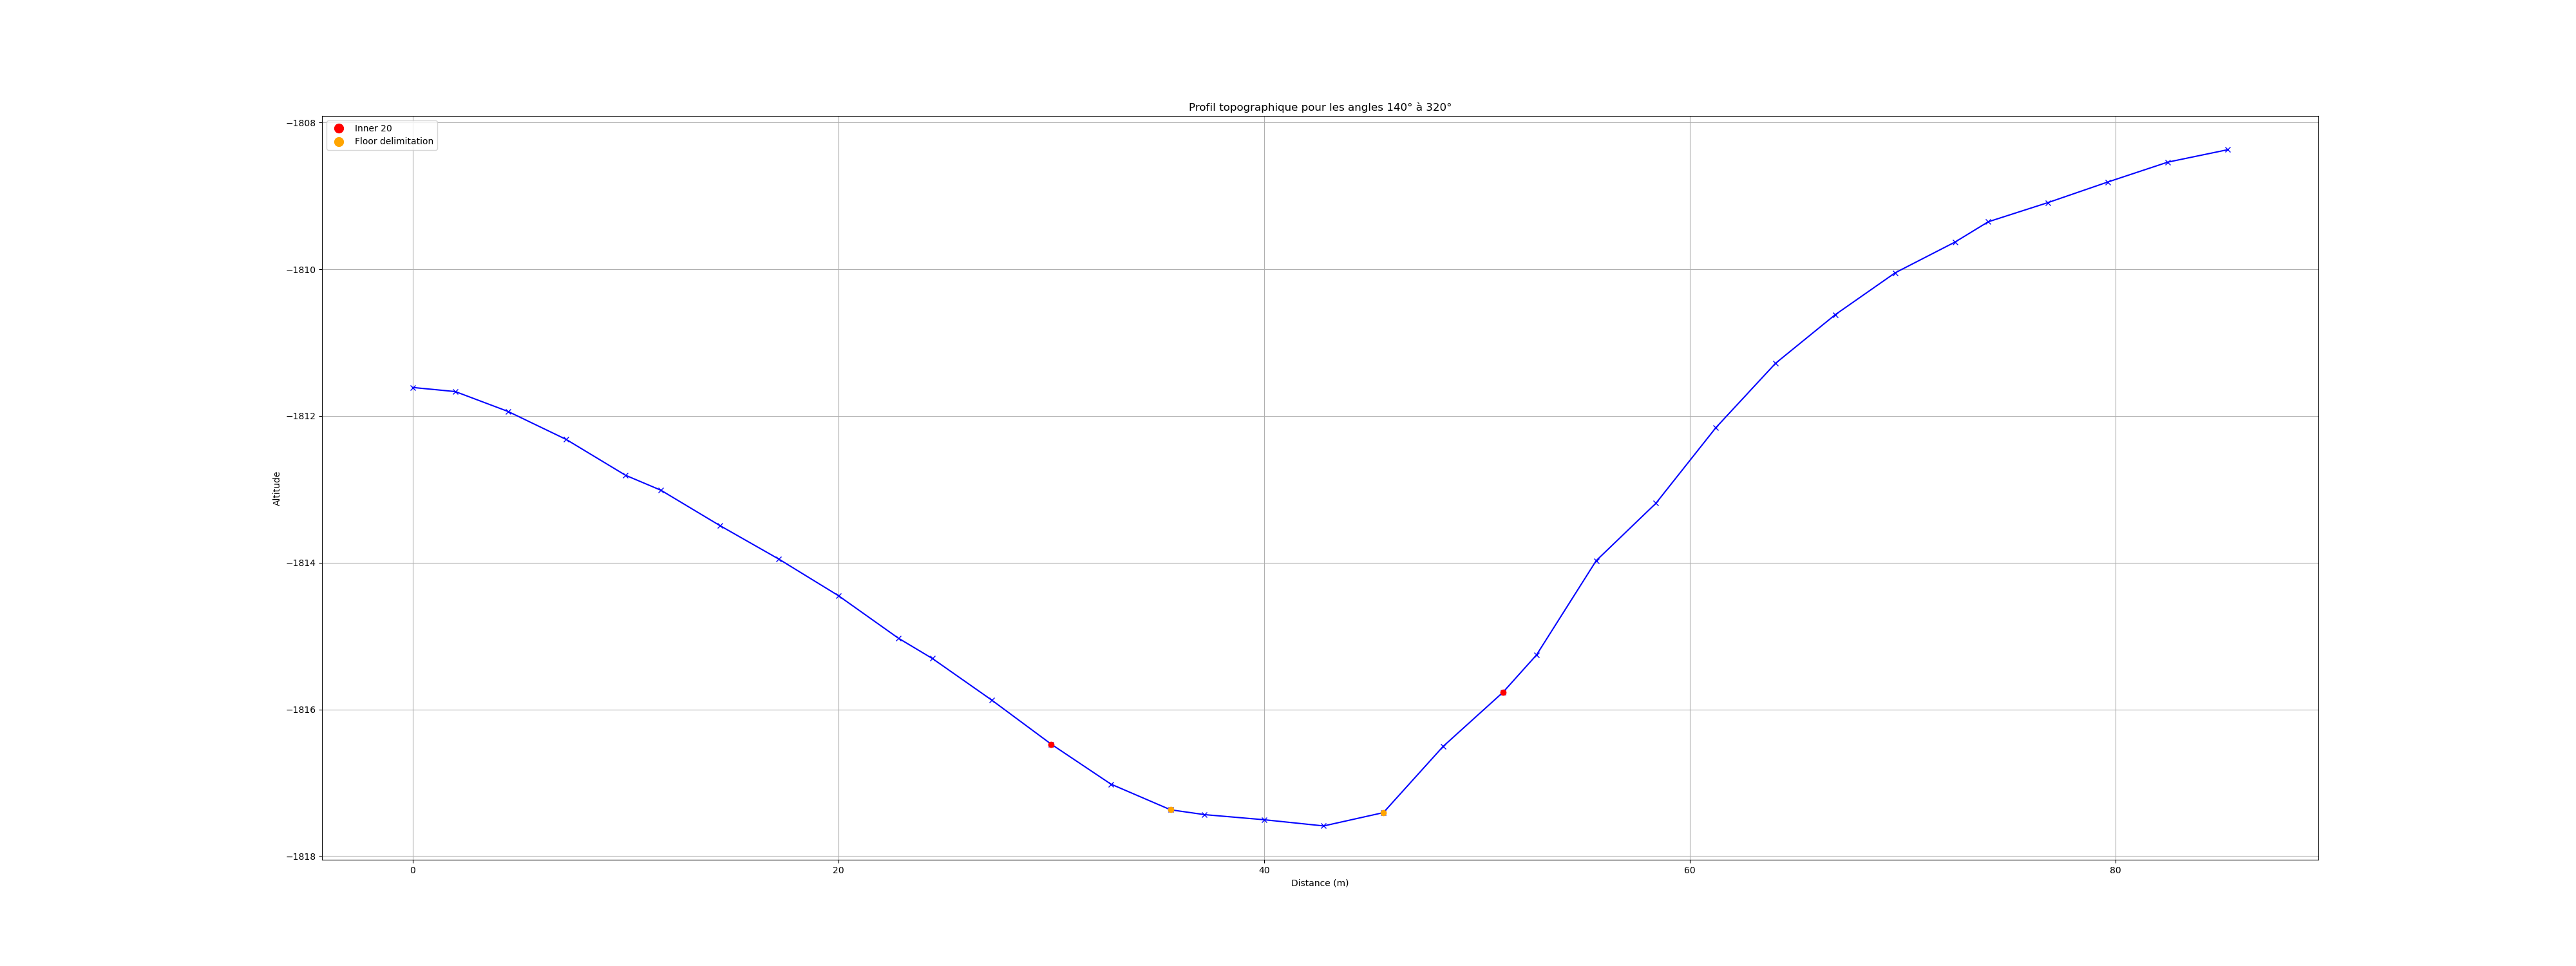 Profil topographique pour les angles 140° à 320°
Inner 20
Floor delimitation
−1808
−1810
−1812
−1814
−1816
−1818
Altitude
0 20 40 60 80
Distance (m)